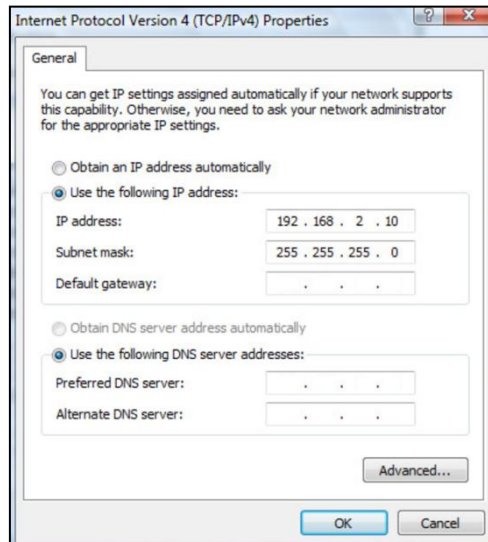 Internet Protocol Version 4 (TCP/IPv4) Properties
General
You can get IP settings assigned automatically if your network supports
this capability. Otherwise, you need to ask your network administrator
for the appropriate IP settings.
Obtain an IP address automatically
Use the following IP address:
IP address: 192 . 168 . 2 . 10
Subnet mask: 255 . 255 . 255 . 0
Default gateway: . . .
Obtain DNS server address automatically
Use the following DNS server addresses:
Preferred DNS server: . . .
Alternate DNS server: . . .
Advanced...
OK Cancel